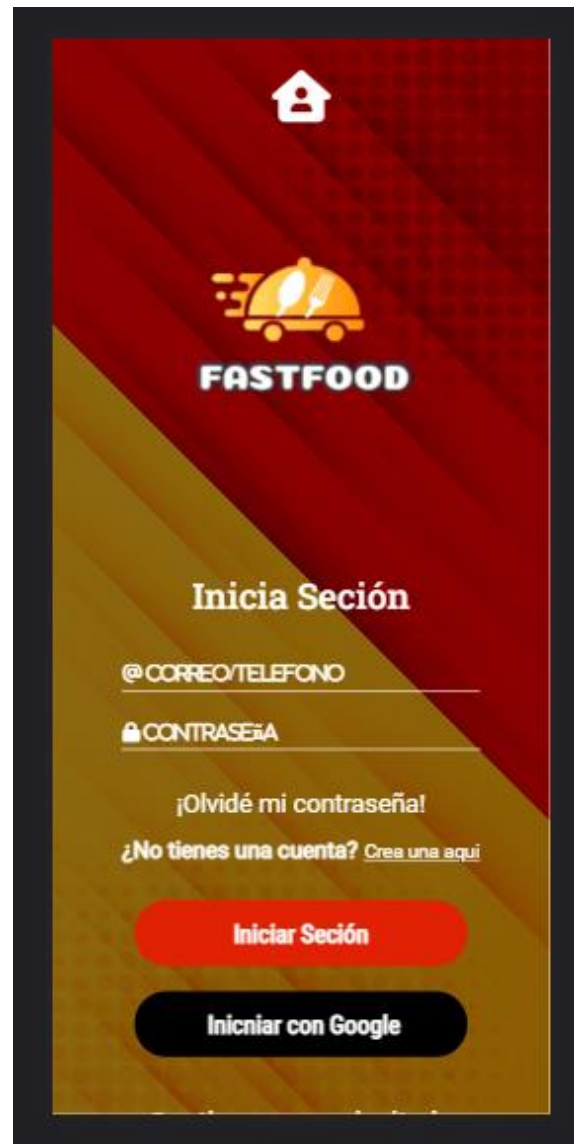 FASTFOOD
Inicia Seción
@ CORREO/TELEFONO
CONTRASEñA
¡Olvidé mi contraseña!
¿No tienes una cuenta? Crea una aqui
Iniciar Seción
Inicniar con Google